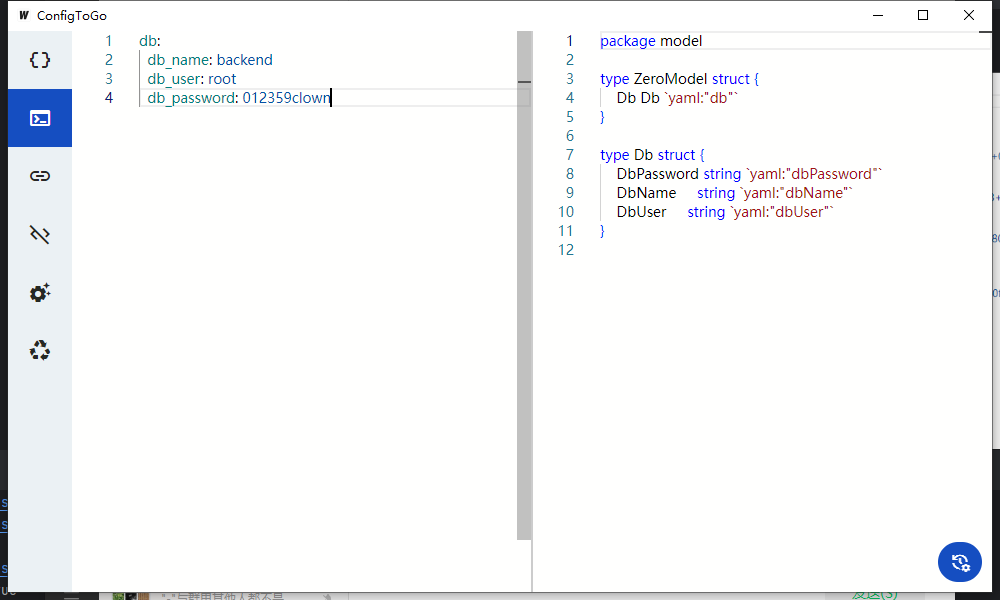 ConfigToGo
1 db:
2 db_name: backend
3 db_user: root
4 db_password: 012359clown
1 package model
2
3 type ZeroModel struct {
4 Db Db `yaml:"db"`
5 }
6
7 type Db struct {
8 DbPassword string `yaml:"dbPassword"`
9 DbName string `yaml:"dbName"`
10 DbUser string `yaml:"dbUser"`
11 }
12